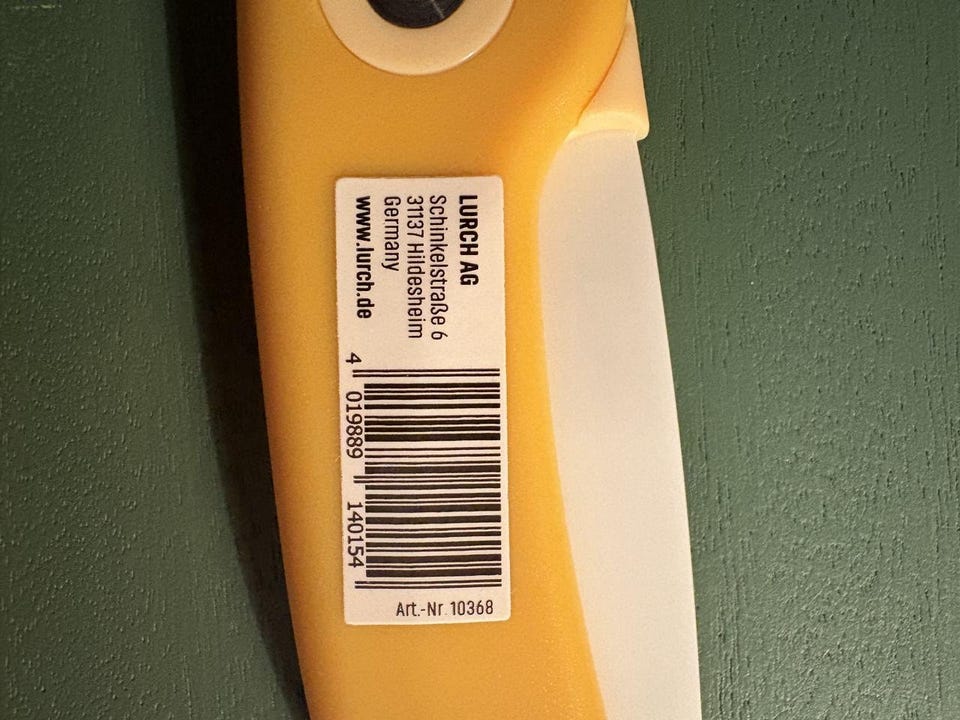 LURCH AG
Schinkelstraße 6
31137 Hildesheim
Germany
www.lurch.de
4 019889 140154
Art.-Nr 10368